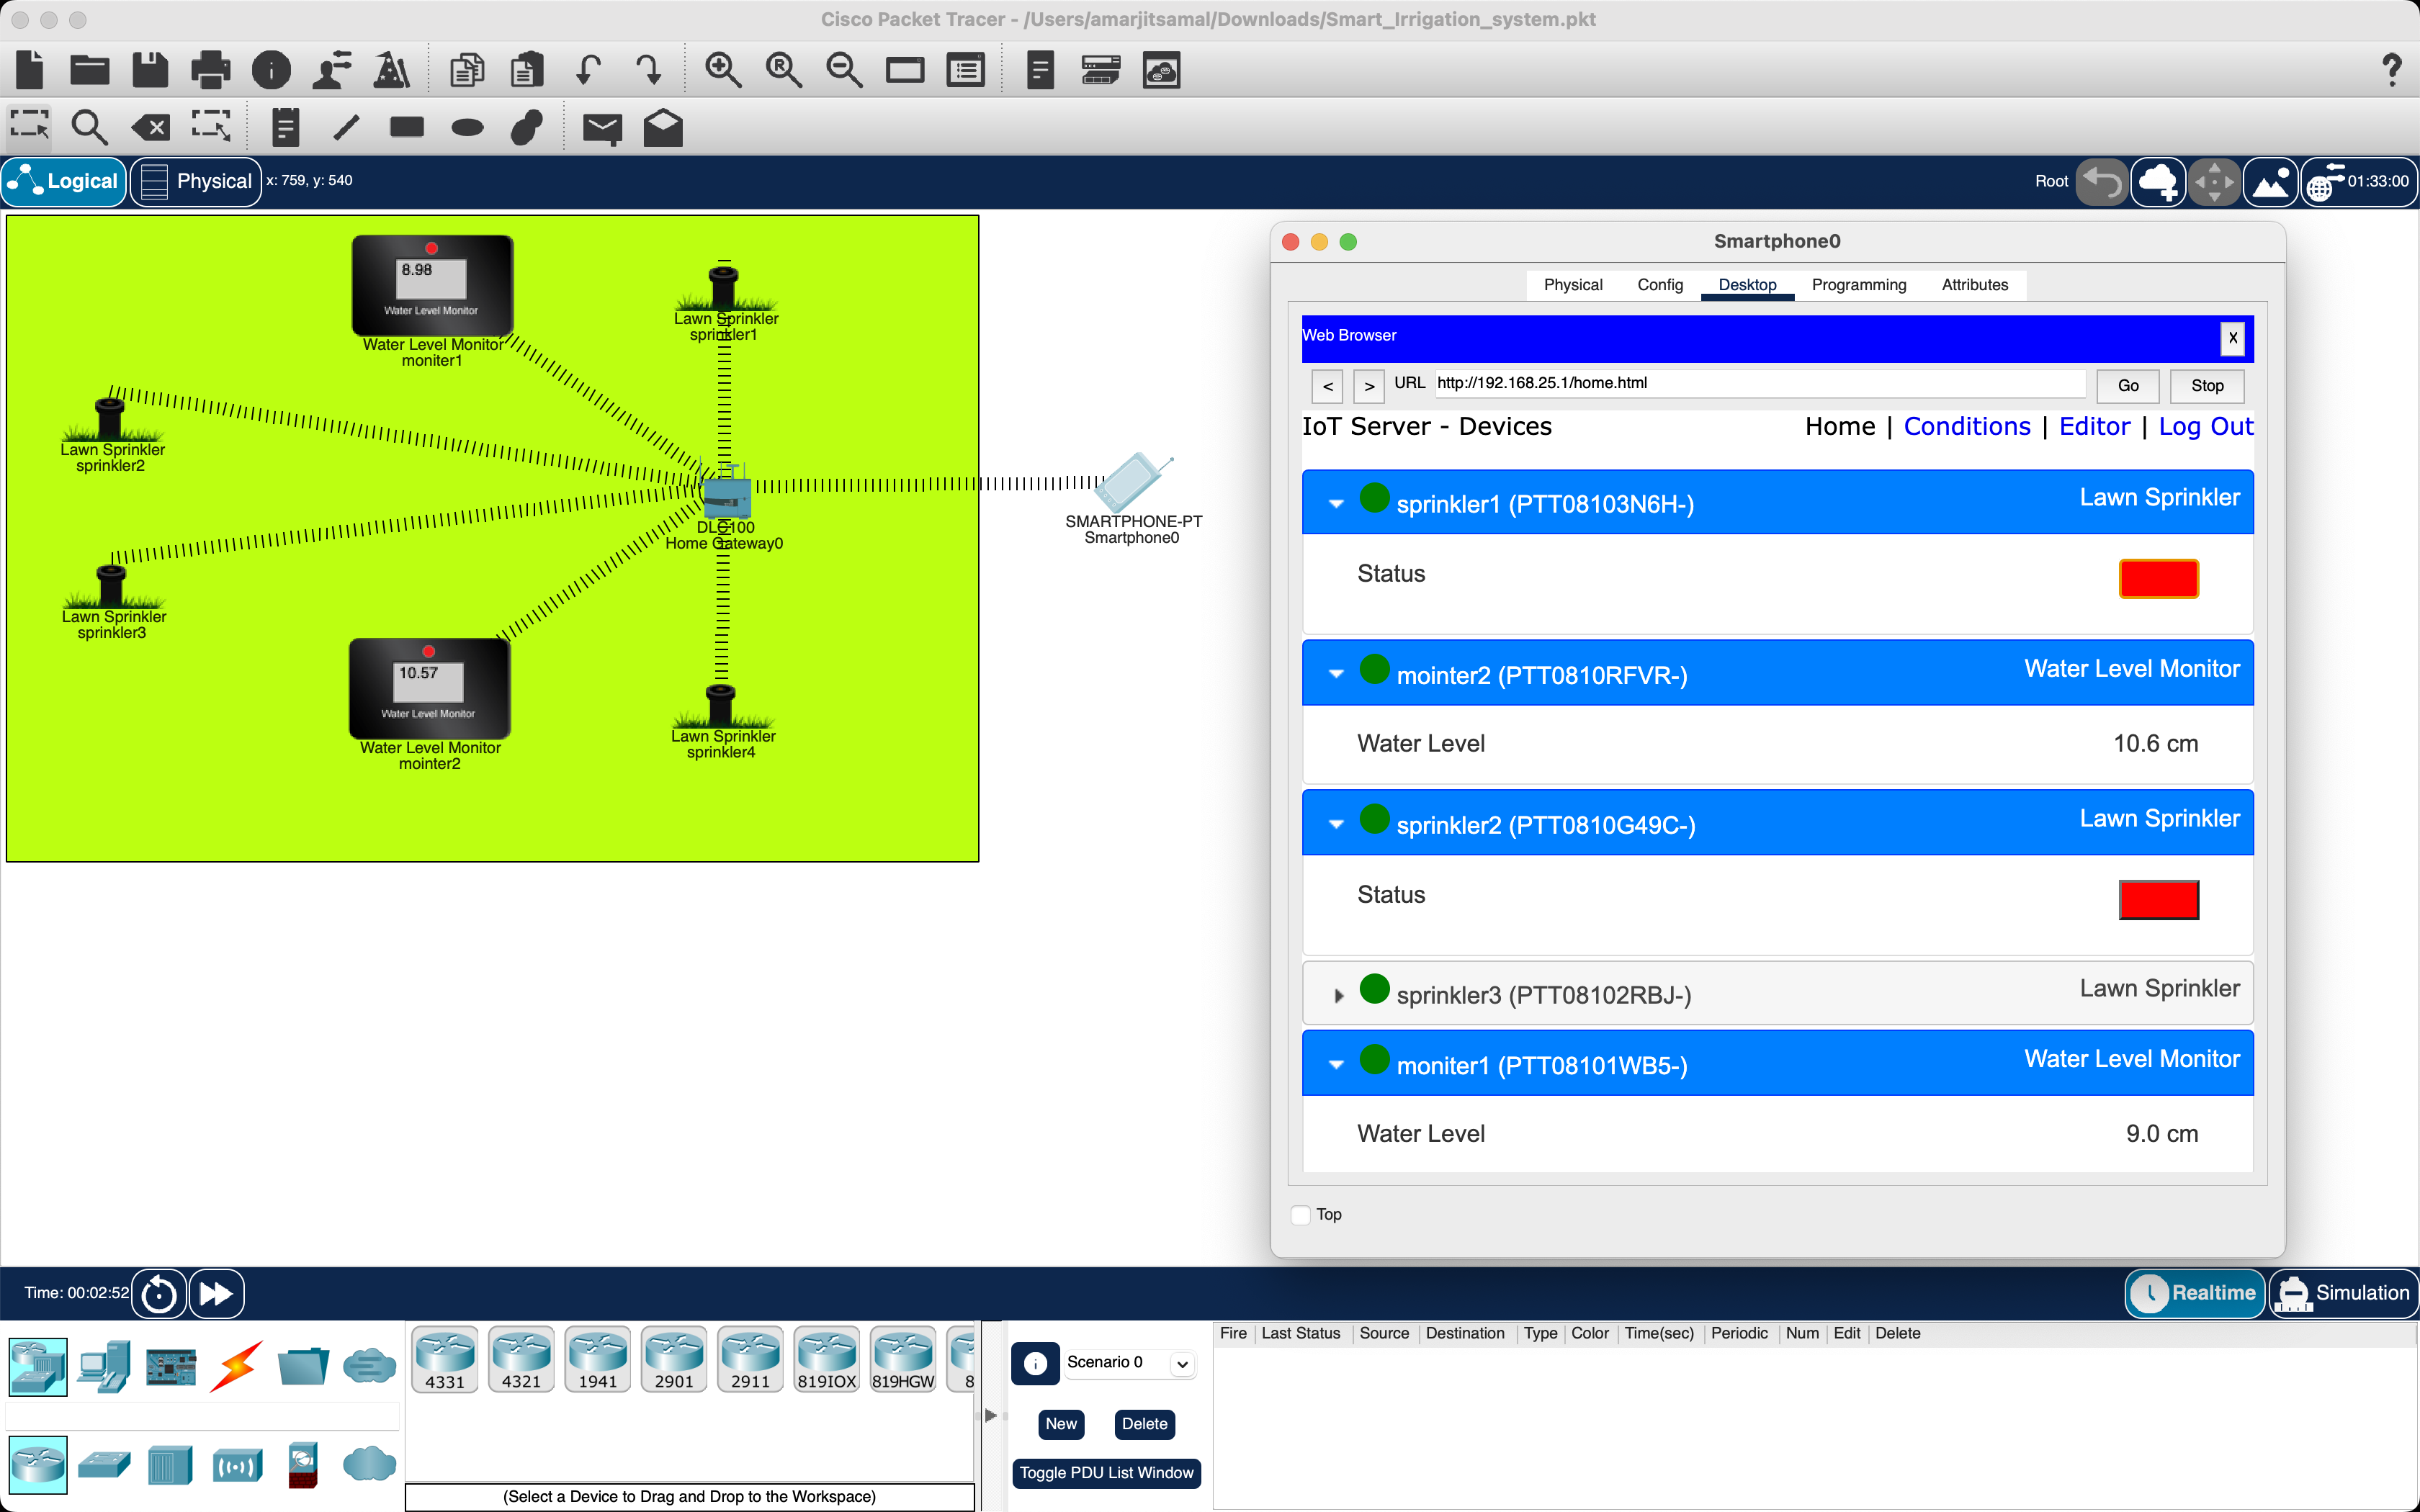 Cisco Packet Tracer - /Users/amarjitsamal/Downloads/Smart_Irrigation_system.pkt
Logical
Physical
x: 759, y: 540
Root
01:33:00
8.98
Water Level Monitor
Water Level Monitor
moniter1
Lawn Sprinkler
sprinkler1
Lawn Sprinkler
sprinkler2
DLC100
Home Gateway0
SMARTPHONE-PT
Smartphone0
Lawn Sprinkler
sprinkler3
10.57
Water Level Monitor
Water Level Monitor
mointer2
Lawn Sprinkler
sprinkler4
Smartphone0
Physical Config Desktop Programming Attributes
Web Browser
X
< > URL http://192.168.25.1/home.html Go Stop
IoT Server - Devices Home | Conditions | Editor | Log Out
sprinkler1 (PTT08103N6H-) Lawn Sprinkler
Status
mointer2 (PTT0810RFVR-) Water Level Monitor
Water Level 10.6 cm
sprinkler2 (PTT0810G49C-) Lawn Sprinkler
Status
sprinkler3 (PTT08102RBJ-) Lawn Sprinkler
moniter1 (PTT08101WB5-) Water Level Monitor
Water Level 9.0 cm
Top
Time: 00:02:52
Realtime
Simulation
4331 4321 1941 2901 2911 819IOX 819HGW 8
(Select a Device to Drag and Drop to the Workspace)
Scenario 0
New Delete
Toggle PDU List Window
Fire Last Status Source Destination Type Color Time(sec) Periodic Num Edit Delete